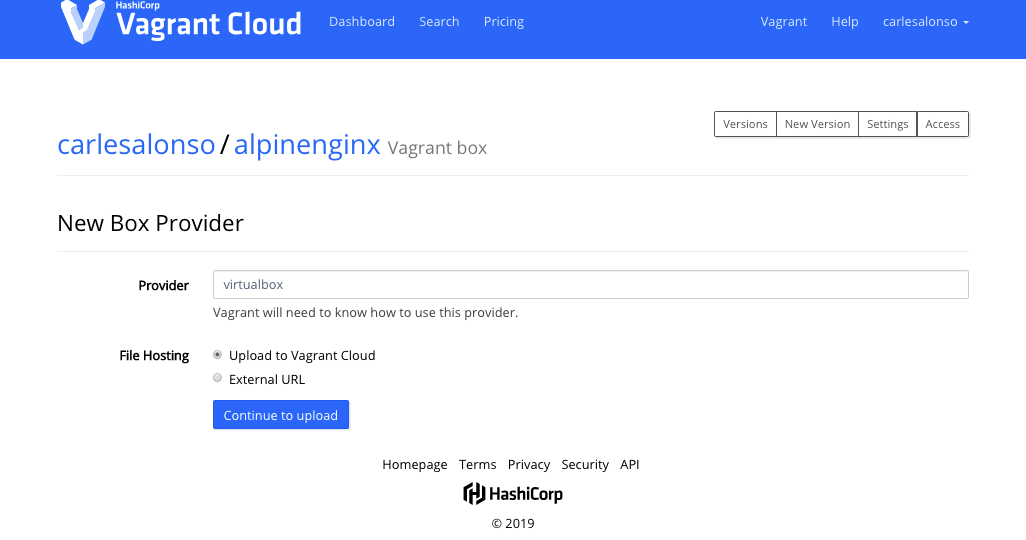 HashiCorp
Vagrant Cloud
Dashboard Search Pricing
Vagrant Help carlesalonso
Versions New Version Settings Access
carlesalonso / alpinenginx Vagrant box
New Box Provider
Provider virtualbox
Vagrant will need to know how to use this provider.
File Hosting Upload to Vagrant Cloud
External URL
Continue to upload
Homepage Terms Privacy Security API
HashiCorp
© 2019